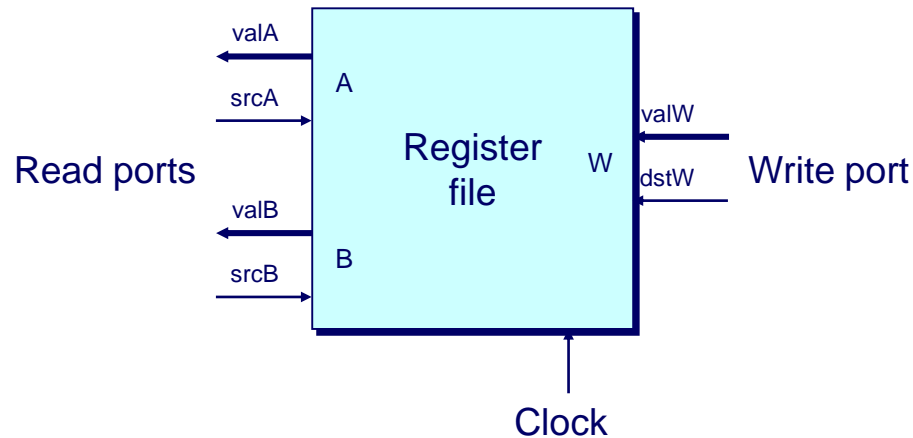 valA
A
srcA
Read ports
valB
B
srcB
Register
file
valW
W
dstW
Write port
Clock